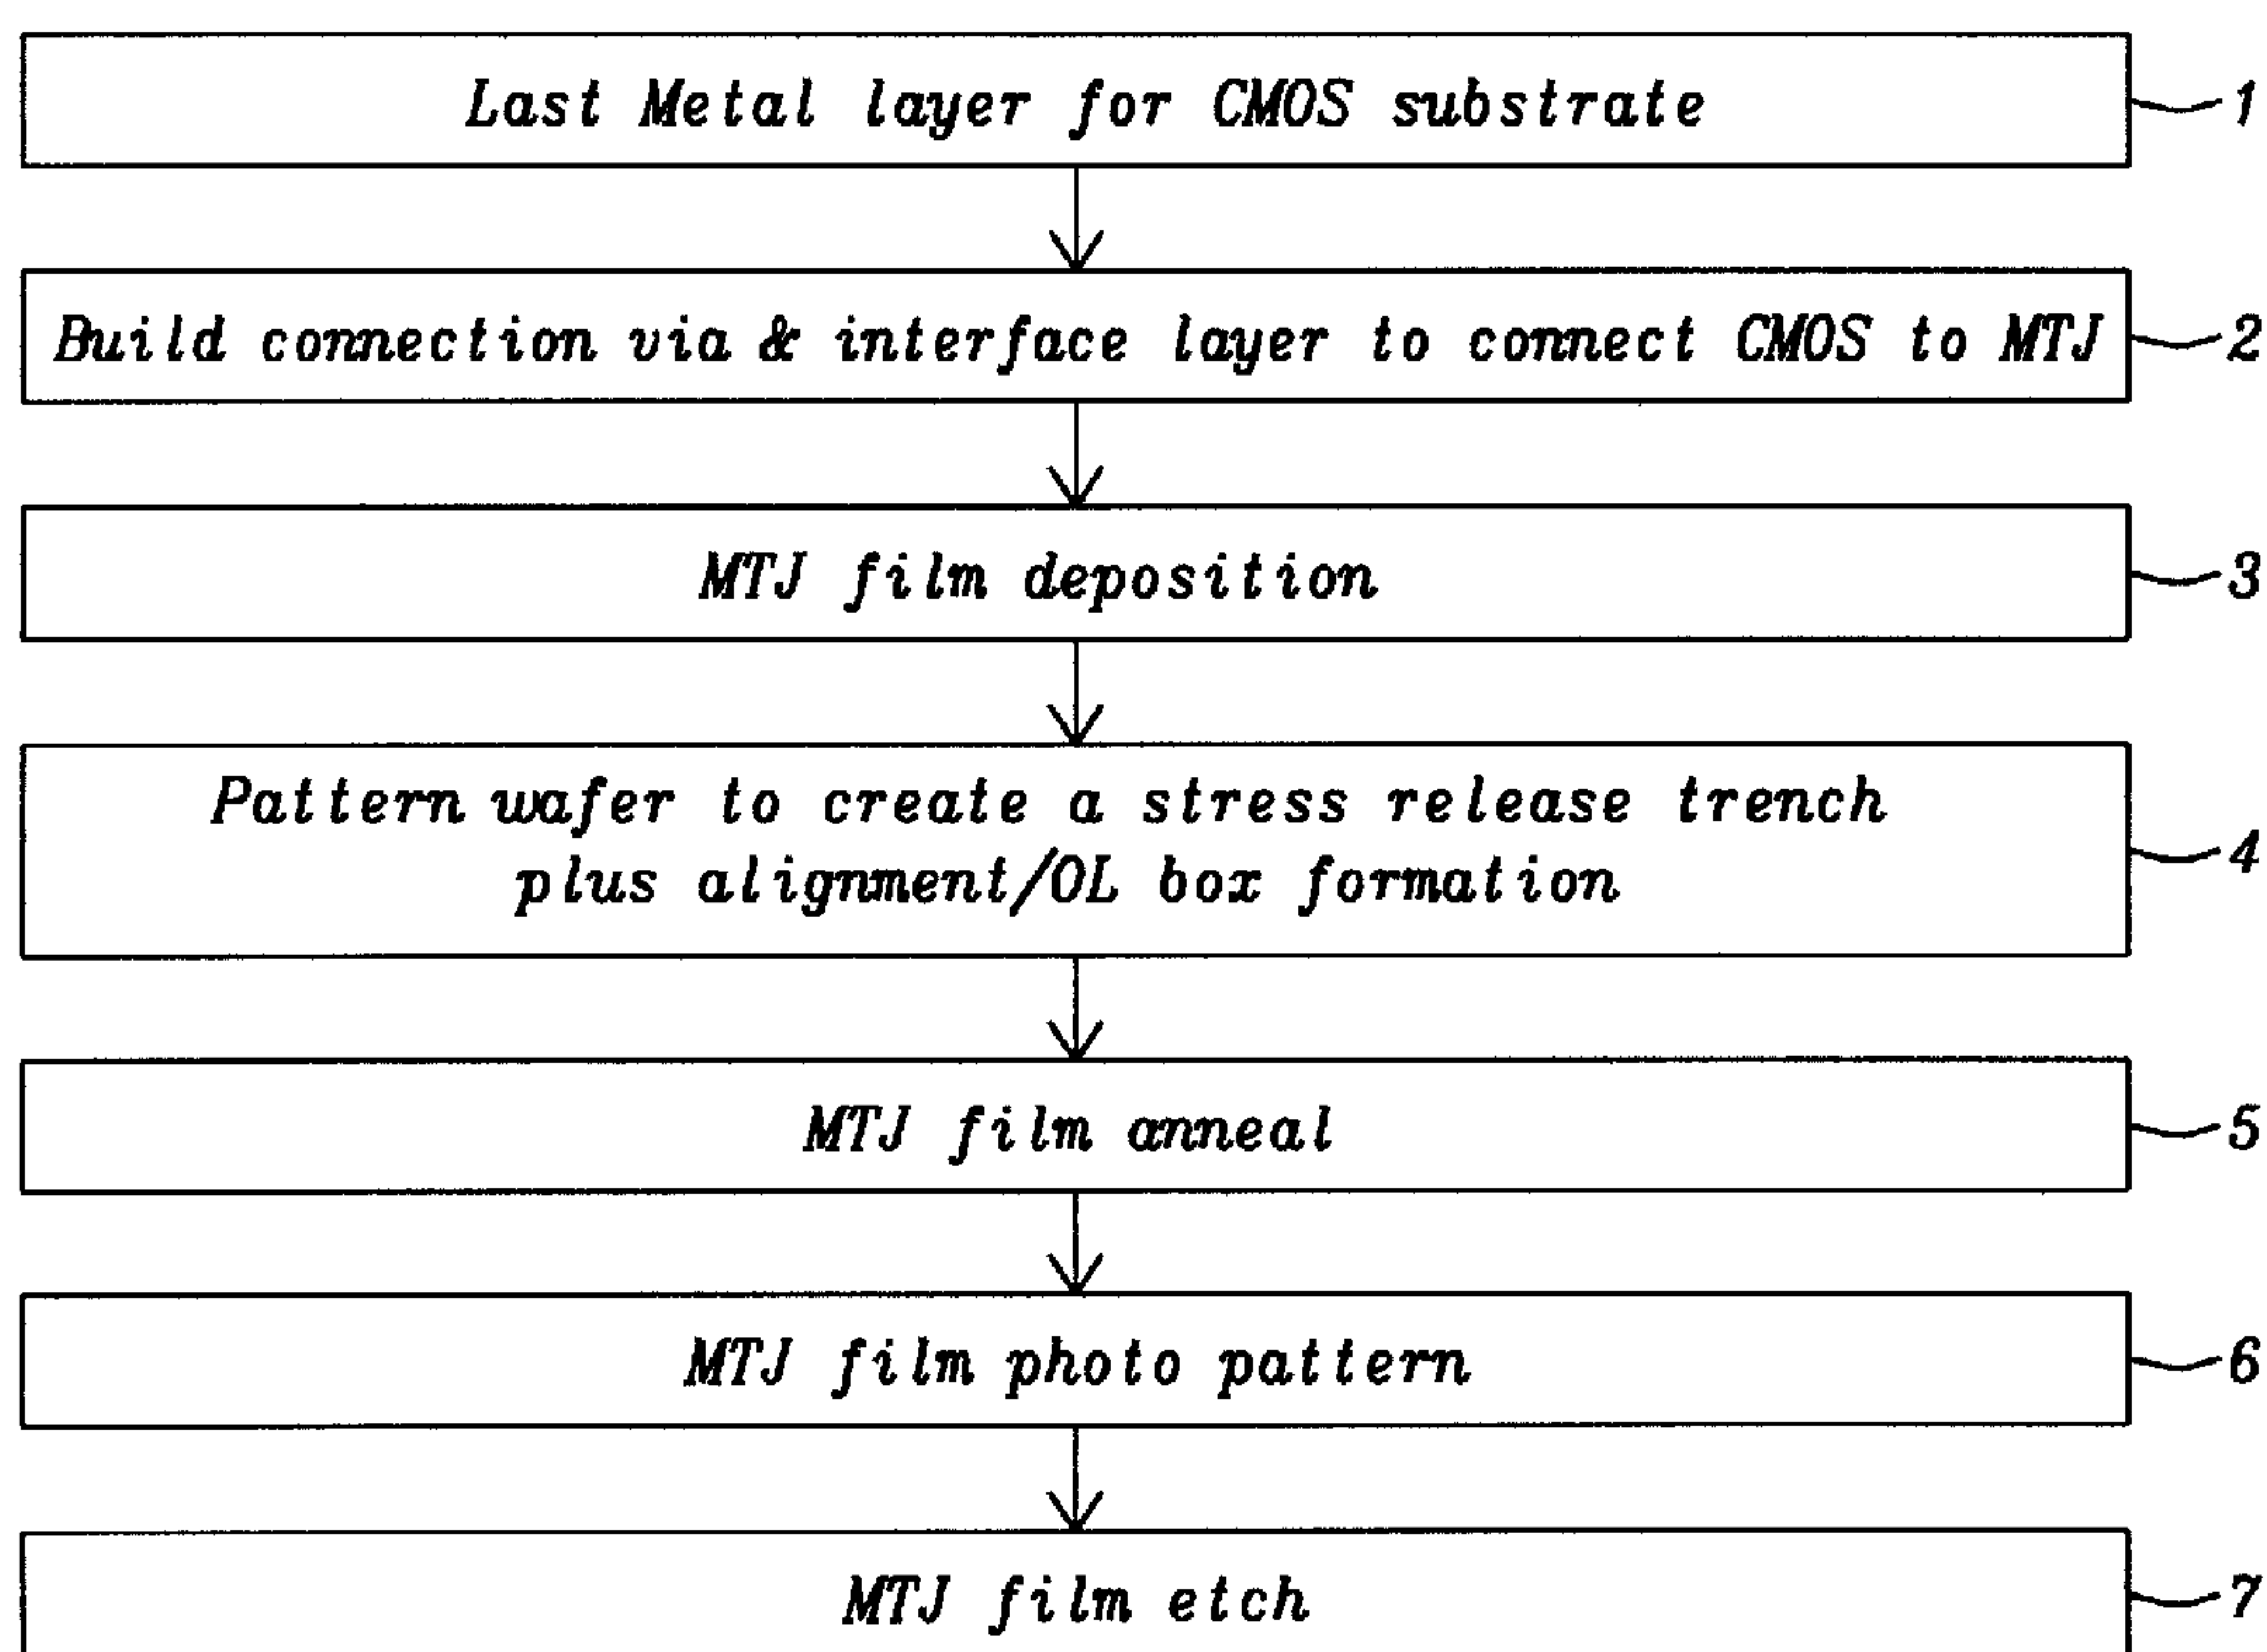 Last Metal layer for CMOS substrate
1
Build connection via & interface layer to connect CMOS to MTJ
2
MTJ film deposition
3
Pattern wafer to create a stress release trench
plus alignment/OL box formation
4
MTJ film anneal
5
MTJ film photo pattern
6
MTJ film etch
7